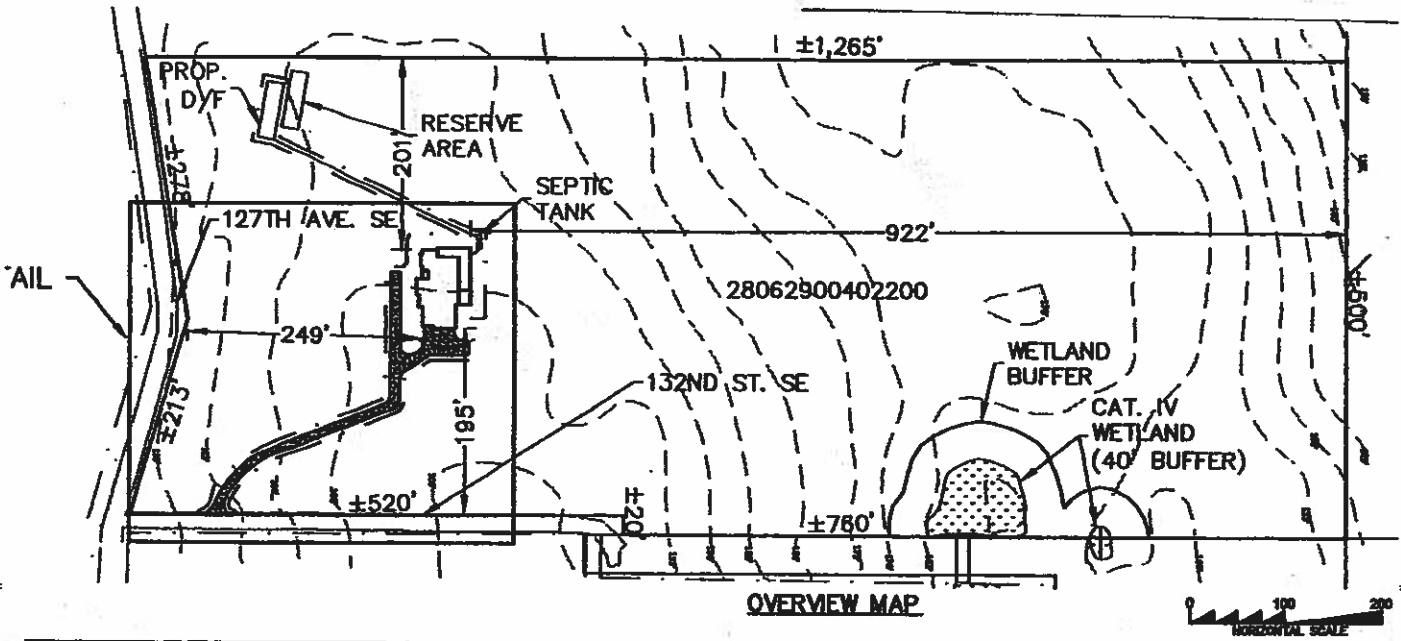 ±1,265'
PROP.
D/F
RESERVE
AREA
±278'
201'
SEPTIC
TANK
127TH AVE. SE
922'
AIL
28062900402200
±500'
249'
WETLAND
BUFFER
132ND ST. SE
CAT. IV
WETLAND
(40' BUFFER)
±213'
195'
±520'
±20'
±760'
OVERVIEW MAP
0 100 200
HORIZONTAL SCALE